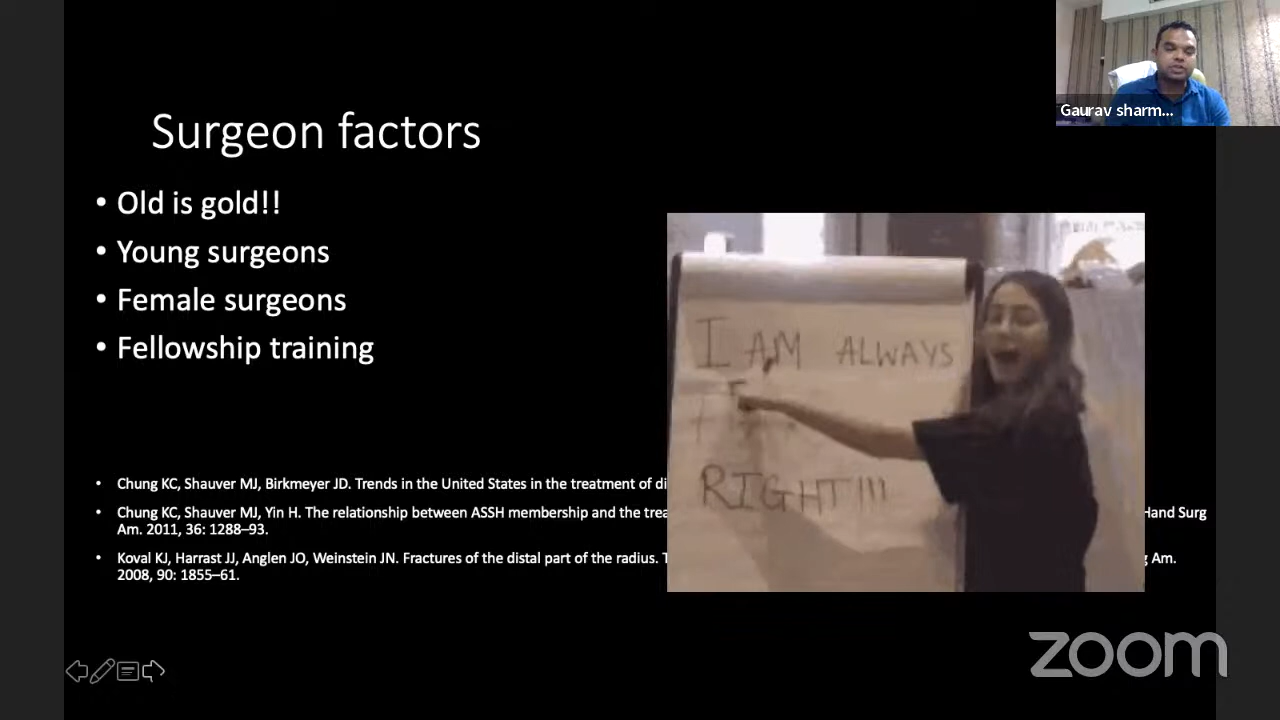 Gaurav sharm...
Surgeon factors
• Old is gold!!
• Young surgeons
• Female surgeons
• Fellowship training
I AM ALWAYS
RIGHT!!!
• Chung KC, Shauver MJ, Birkmeyer JD. Trends in the United States in the treatment of di
• Chung KC, Shauver MJ, Yin H. The relationship between ASSH membership and the trea Hand Surg
Am. 2011, 36: 1288–93.
• Koval KJ, Harrast JJ, Anglen JO, Weinstein JN. Fractures of the distal part of the radius. T g Am.
2008, 90: 1855–61.
zoom